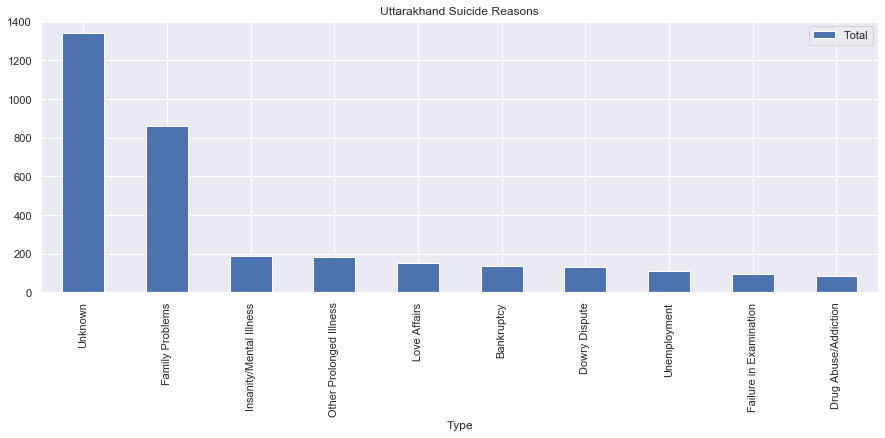 Uttarakhand Suicide Reasons
Total
1400
1200
1000
800
600
400
200
0
Unknown
Family Problems
Insanity/Mental Illness
Other Prolonged Illness
Love Affairs
Bankruptcy
Dowry Dispute
Unemployment
Failure in Examination
Drug Abuse/Addiction
Type